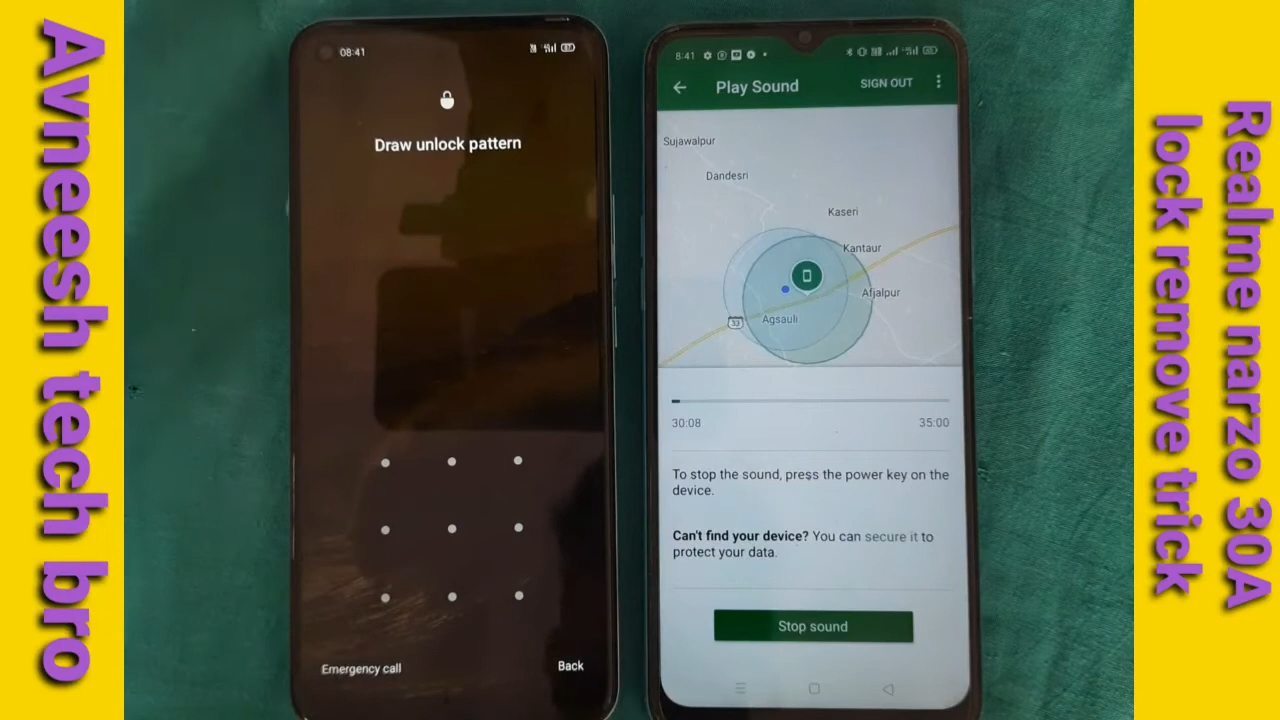 Avneesh tech bro
08:41
Draw unlock pattern
Emergency call
Back
8:41
Play Sound
SIGN OUT
Sujawalpur
Dandesri
Kaseri
Kantaur
Afjalpur
Agsauli
33
30:08
35:00
To stop the sound, press the power key on the
device.
Can't find your device? You can secure it to
protect your data.
Stop sound
Realme narzo 30A
lock remove trick